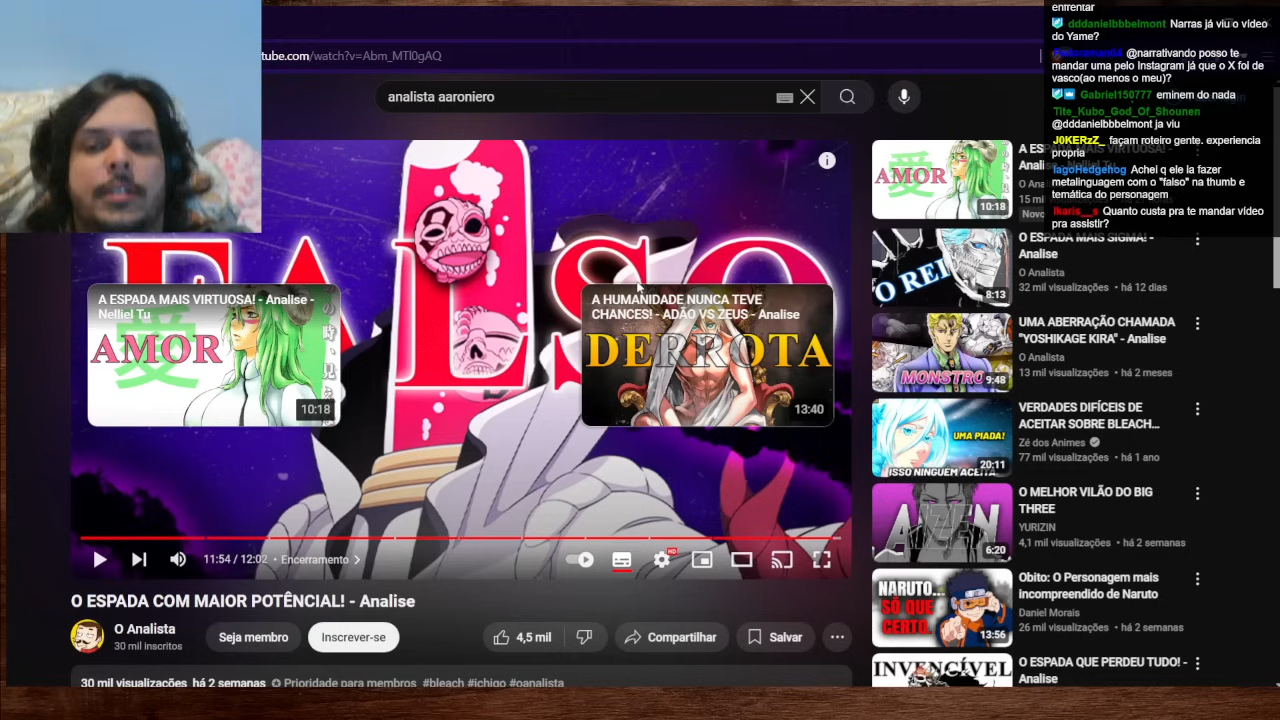 tube.com/watch?v=Abm_MTl0gAQ
analista aaroniero
enfrentar
dddanielbbbelmont Narras já viu o vídeo
do Yame?
@narrativando posso te
mandar uma pelo Instagram já que o X foi de
vasco(ao menos o meu)?
Gabriel150777 eminem do nada
Tite_Kubo_God_Of_Shounen
@dddanielbbbelmont ja viu
J0KERzZ_ façam roteiro gente. experiencia
propria
IagoHedgehog Achei q ele ia fazer
metalinguagem com o "falso" na thumb e
temática do personagem
Ikaris__s Quanto custa pra te mandar vídeo
pra assistir?
FALSO
A ESPADA MAIS VIRTUOSA! - Analise -
Nelliel Tu
愛
AMOR
10:18
A HUMANIDADE NUNCA TEVE
CHANCES! - ADÃO VS ZEUS - Analise
DERROTA
13:40
11:54 / 12:02 • Encerramento
HD
O ESPADA COM MAIOR POTÊNCIAL! - Analise
O Analista
30 mil inscritos
Seja membro
Inscrever-se
4,5 mil
Compartilhar
Salvar
30 mil visualizações há 2 semanas Prioridade para membros #bleach #ichigo #oanalista
愛
AMOR
10:18
A ESPADA MAIS VIRTUOSA! -
Analise - Nelliel Tu
O Analista
15 mil
Novo
O REI
8:13
O ESPADA MAIS SIGMA! -
Analise
O Analista
32 mil visualizações • há 12 dias
MONSTRO
9:48
UMA ABERRAÇÃO CHAMADA
"YOSHIKAGE KIRA" - Analise
O Analista
13 mil visualizações • há 2 meses
UMA PIADA!
ISSO NINGUÉM ACEITA...
20:11
VERDADES DIFÍCEIS DE
ACEITAR SOBRE BLEACH...
Zé dos Animes
77 mil visualizações • há 1 ano
AIZEN
6:20
O MELHOR VILÃO DO BIG
THREE
YURIZIN
4,1 mil visualizações • há 2 semanas
NARUTO...
SÓ QUE
CERTO.
13:56
Obito: O Personagem mais
incompreendido de Naruto
Daniel Morais
26 mil visualizações • há 2 semanas
INVENCÍVEL
O ESPADA QUE PERDEU TUDO! -
Analise